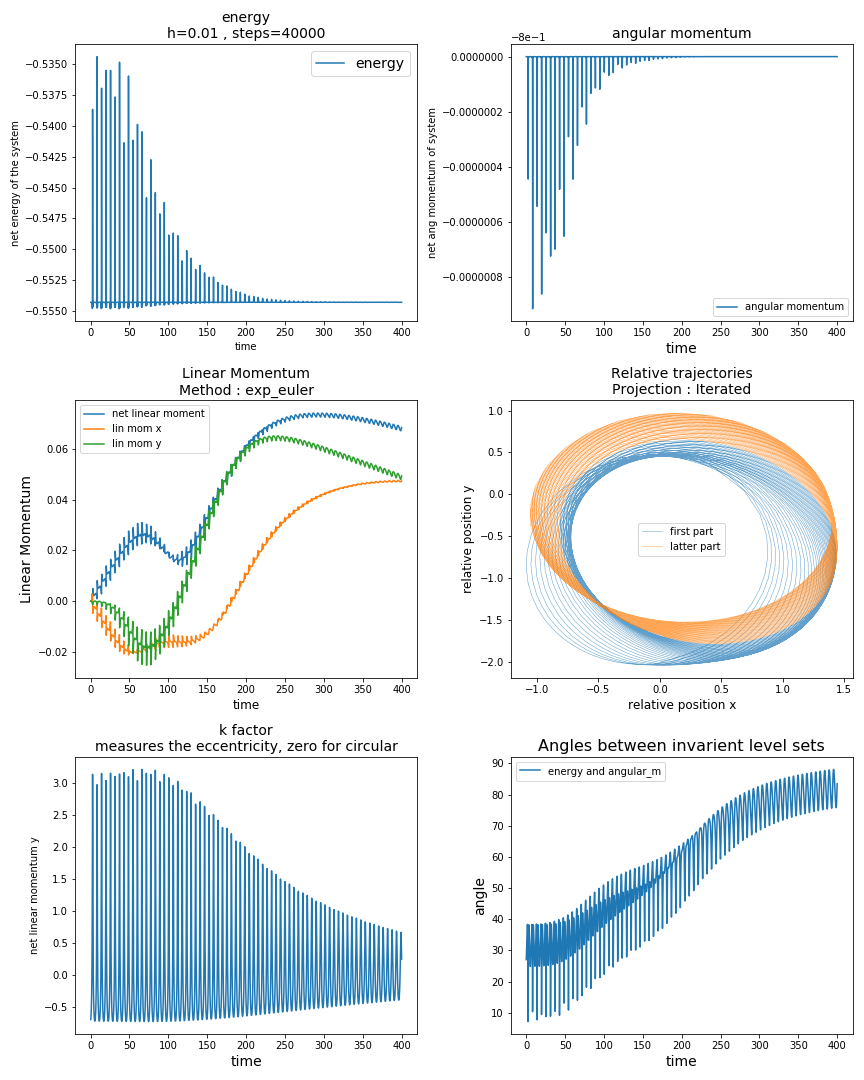 energy
h=0.01 , steps=40000
energy
net energy of the system
−0.5350
−0.5375
−0.5400
−0.5425
−0.5450
−0.5475
−0.5500
−0.5525
−0.5550
0 50 100 150 200 250 300 350 400
time
angular momentum
−8e−1
net ang momentum of system
0.0000000
−0.0000002
−0.0000004
−0.0000006
−0.0000008
angular momentum
0 50 100 150 200 250 300 350 400
time
Linear Momentum
Method : exp_euler
net linear moment
lin mom x
lin mom y
Linear Momentum
0.06
0.04
0.02
0.00
−0.02
0 50 100 150 200 250 300 350 400
time
Relative trajectories
Projection : Iterated
relative position y
1.0
0.5
0.0
−0.5
−1.0
−1.5
−2.0
first part
latter part
−1.0 −0.5 0.0 0.5 1.0 1.5
relative position x
k factor
measures the eccentricity, zero for circular
net linear momentum y
3.0
2.5
2.0
1.5
1.0
0.5
0.0
−0.5
0 50 100 150 200 250 300 350 400
time
Angles between invarient level sets
energy and angular_m
angle
90
80
70
60
50
40
30
20
10
0 50 100 150 200 250 300 350 400
time